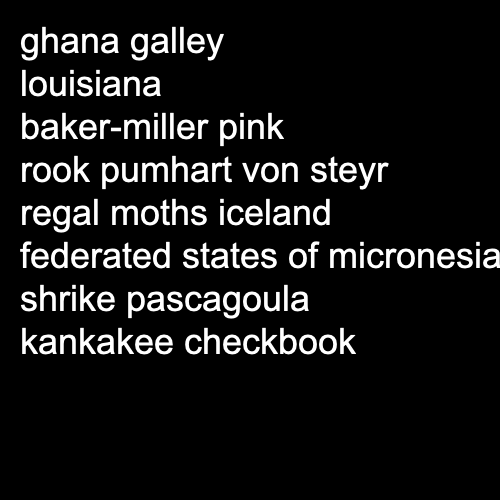 ghana galley
louisiana
baker-miller pink
rook pumhart von steyr
regal moths iceland
federated states of micronesia
shrike pascagoula
kankakee checkbook